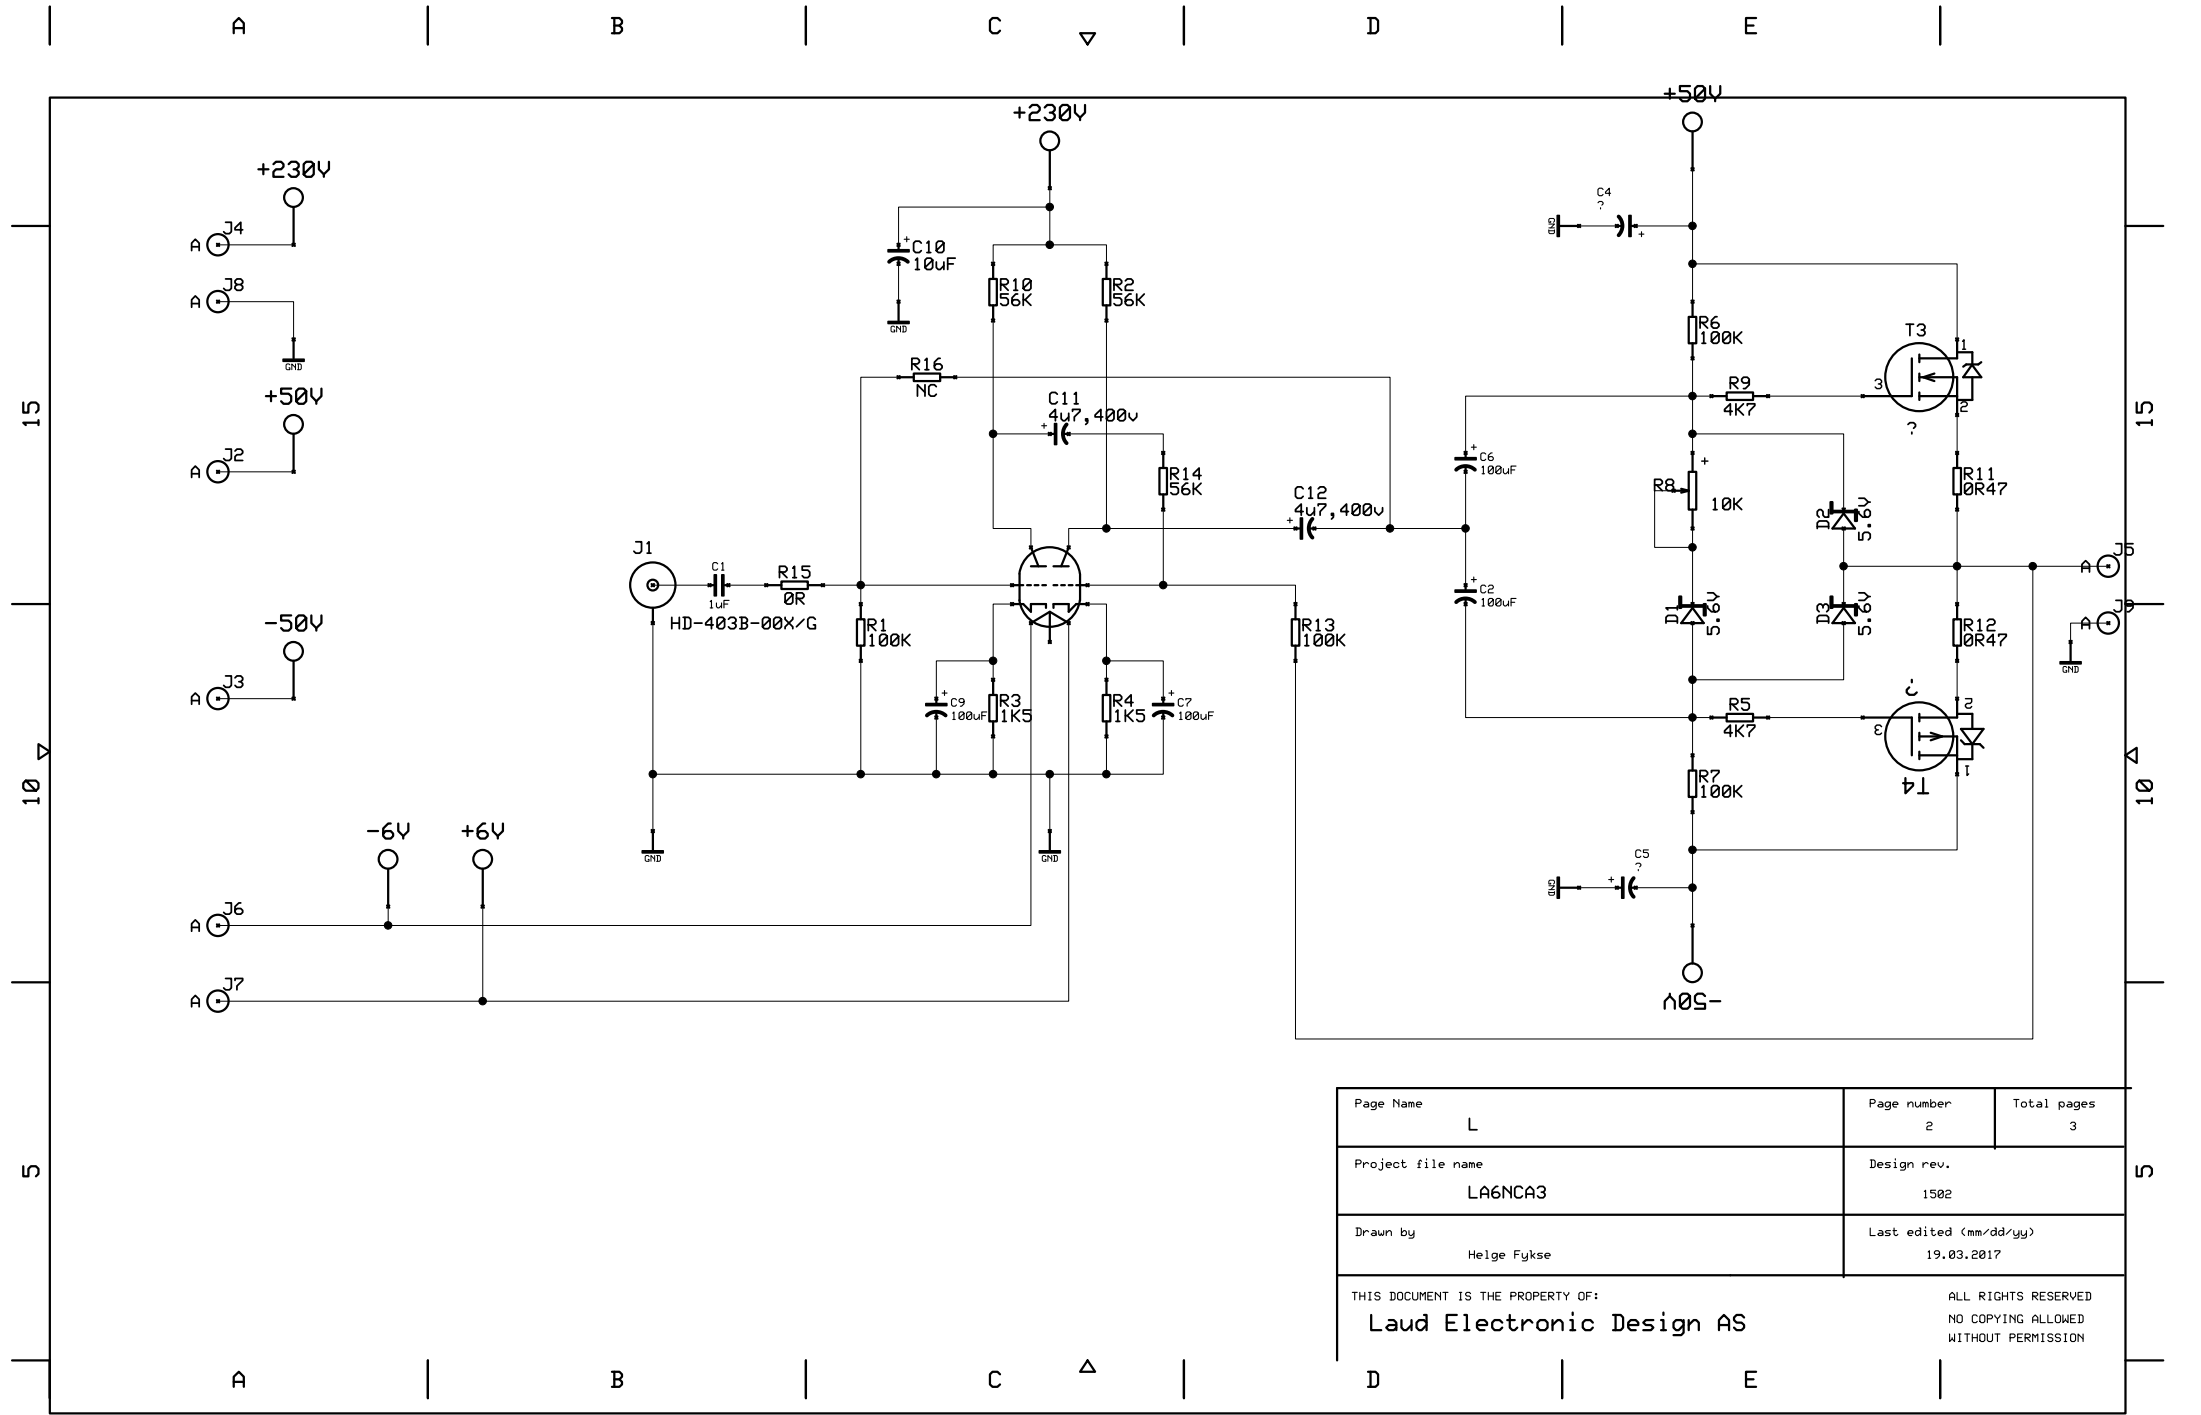 A B C D E
+50V
+230V
+230V
C4
?
J4
A
GND
+
+
C10
10uF
J8
A
R10
56K
R2
56K
GND
R6
100K
T3
1
GND
R16
NC
R9
4K7
3
2
?
+50V
C11
4u7,400v
+
15
15
J2
A
+
C6
100uF
+
R14
56K
R8
10K
R11
0R47
C12
4u7,400v
+
D2
5.6V
J1
J5
A
C1
1uF
R15
0R
+
C2
100uF
J9
A
HD-403B-00X/G
D1
5.6V
D3
5.6V
-50V
R1
100K
R13
100K
R12
0R47
GND
J3
A
+
C9
100uF
R3
1K5
R4
1K5
+
C7
100uF
R5
4K7
?
2
3
1
T4
10
10
R7
100K
-6V
+6V
GND
GND
C5
?
GND
+
J6
A
J7
A
-50V
Page Name
L
Page number
2
Total pages
3
5
5
Project file name
LA6NCA3
Design rev.
1502
Drawn by
Helge Fykse
Last edited (mm/dd/yy)
19.03.2017
THIS DOCUMENT IS THE PROPERTY OF:
Laud Electronic Design AS
ALL RIGHTS RESERVED
NO COPYING ALLOWED
WITHOUT PERMISSION
A B C D E